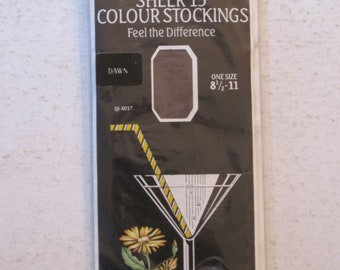 SHEER 15
COLOUR STOCKINGS
Feel the Difference
DAWN
ONE SIZE
8½-11